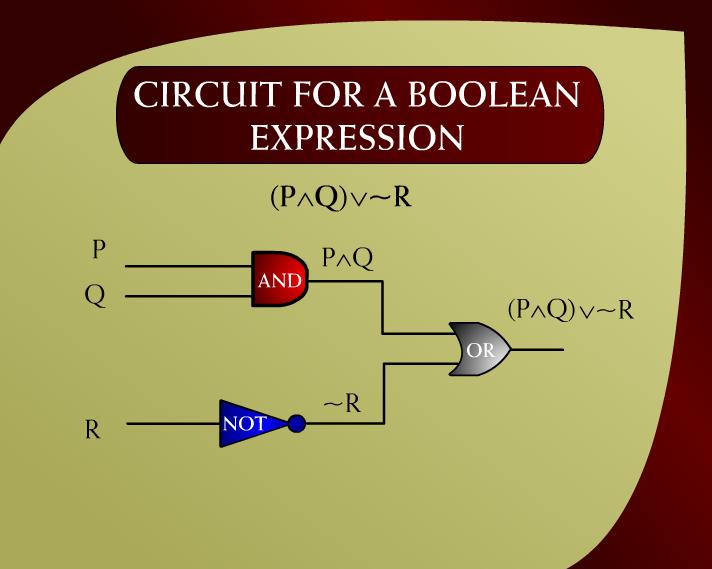 CIRCUIT FOR A BOOLEAN
EXPRESSION
(P∧Q)∨~R
P
Q
AND
P∧Q
OR
(P∧Q)∨~R
R
NOT
~R